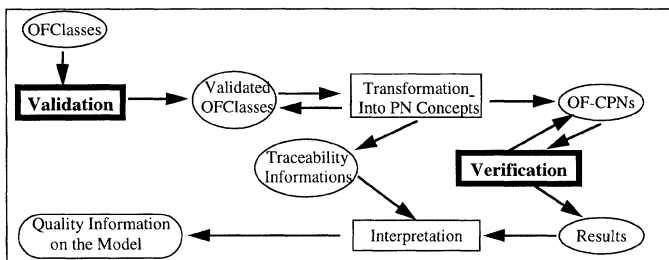 OFClasses
Validation
Validated
OFClasses
Transformation_
Into PN Concepts
OF-CPNs
Traceability
Informations
Verification
Quality Information
on the Model
Interpretation
Results